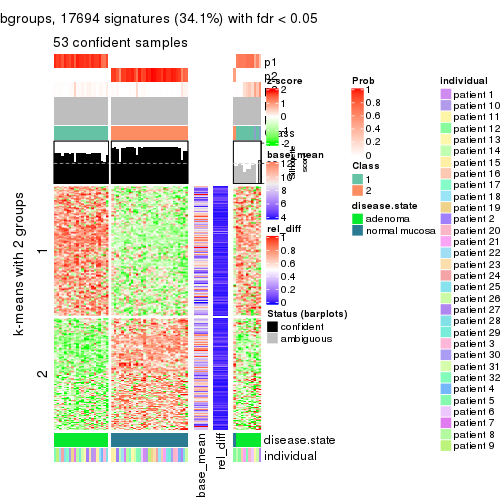 bgroups, 17694 signatures (34.1%) with fdr < 0.05
53 confident samples
p1
p2
z-score
2
1
0
-1
-2
base_mean
12
10
8
6
4
rel_diff
1
0.8
0.6
0.4
0.2
0
Status (barplots)
confident
ambiguous
Prob
1
0.8
0.6
0.4
0.2
0
Class
1
2
disease.state
adenoma
normal mucosa
individual
patient 1
patient 10
patient 11
patient 12
patient 13
patient 14
patient 15
patient 16
patient 17
patient 18
patient 19
patient 2
patient 20
patient 21
patient 22
patient 23
patient 24
patient 25
patient 26
patient 27
patient 28
patient 29
patient 3
patient 30
patient 31
patient 32
patient 4
patient 5
patient 6
patient 7
patient 8
patient 9
k-means with 2 groups
1
2
disease.state
individual
base_mean
rel_diff